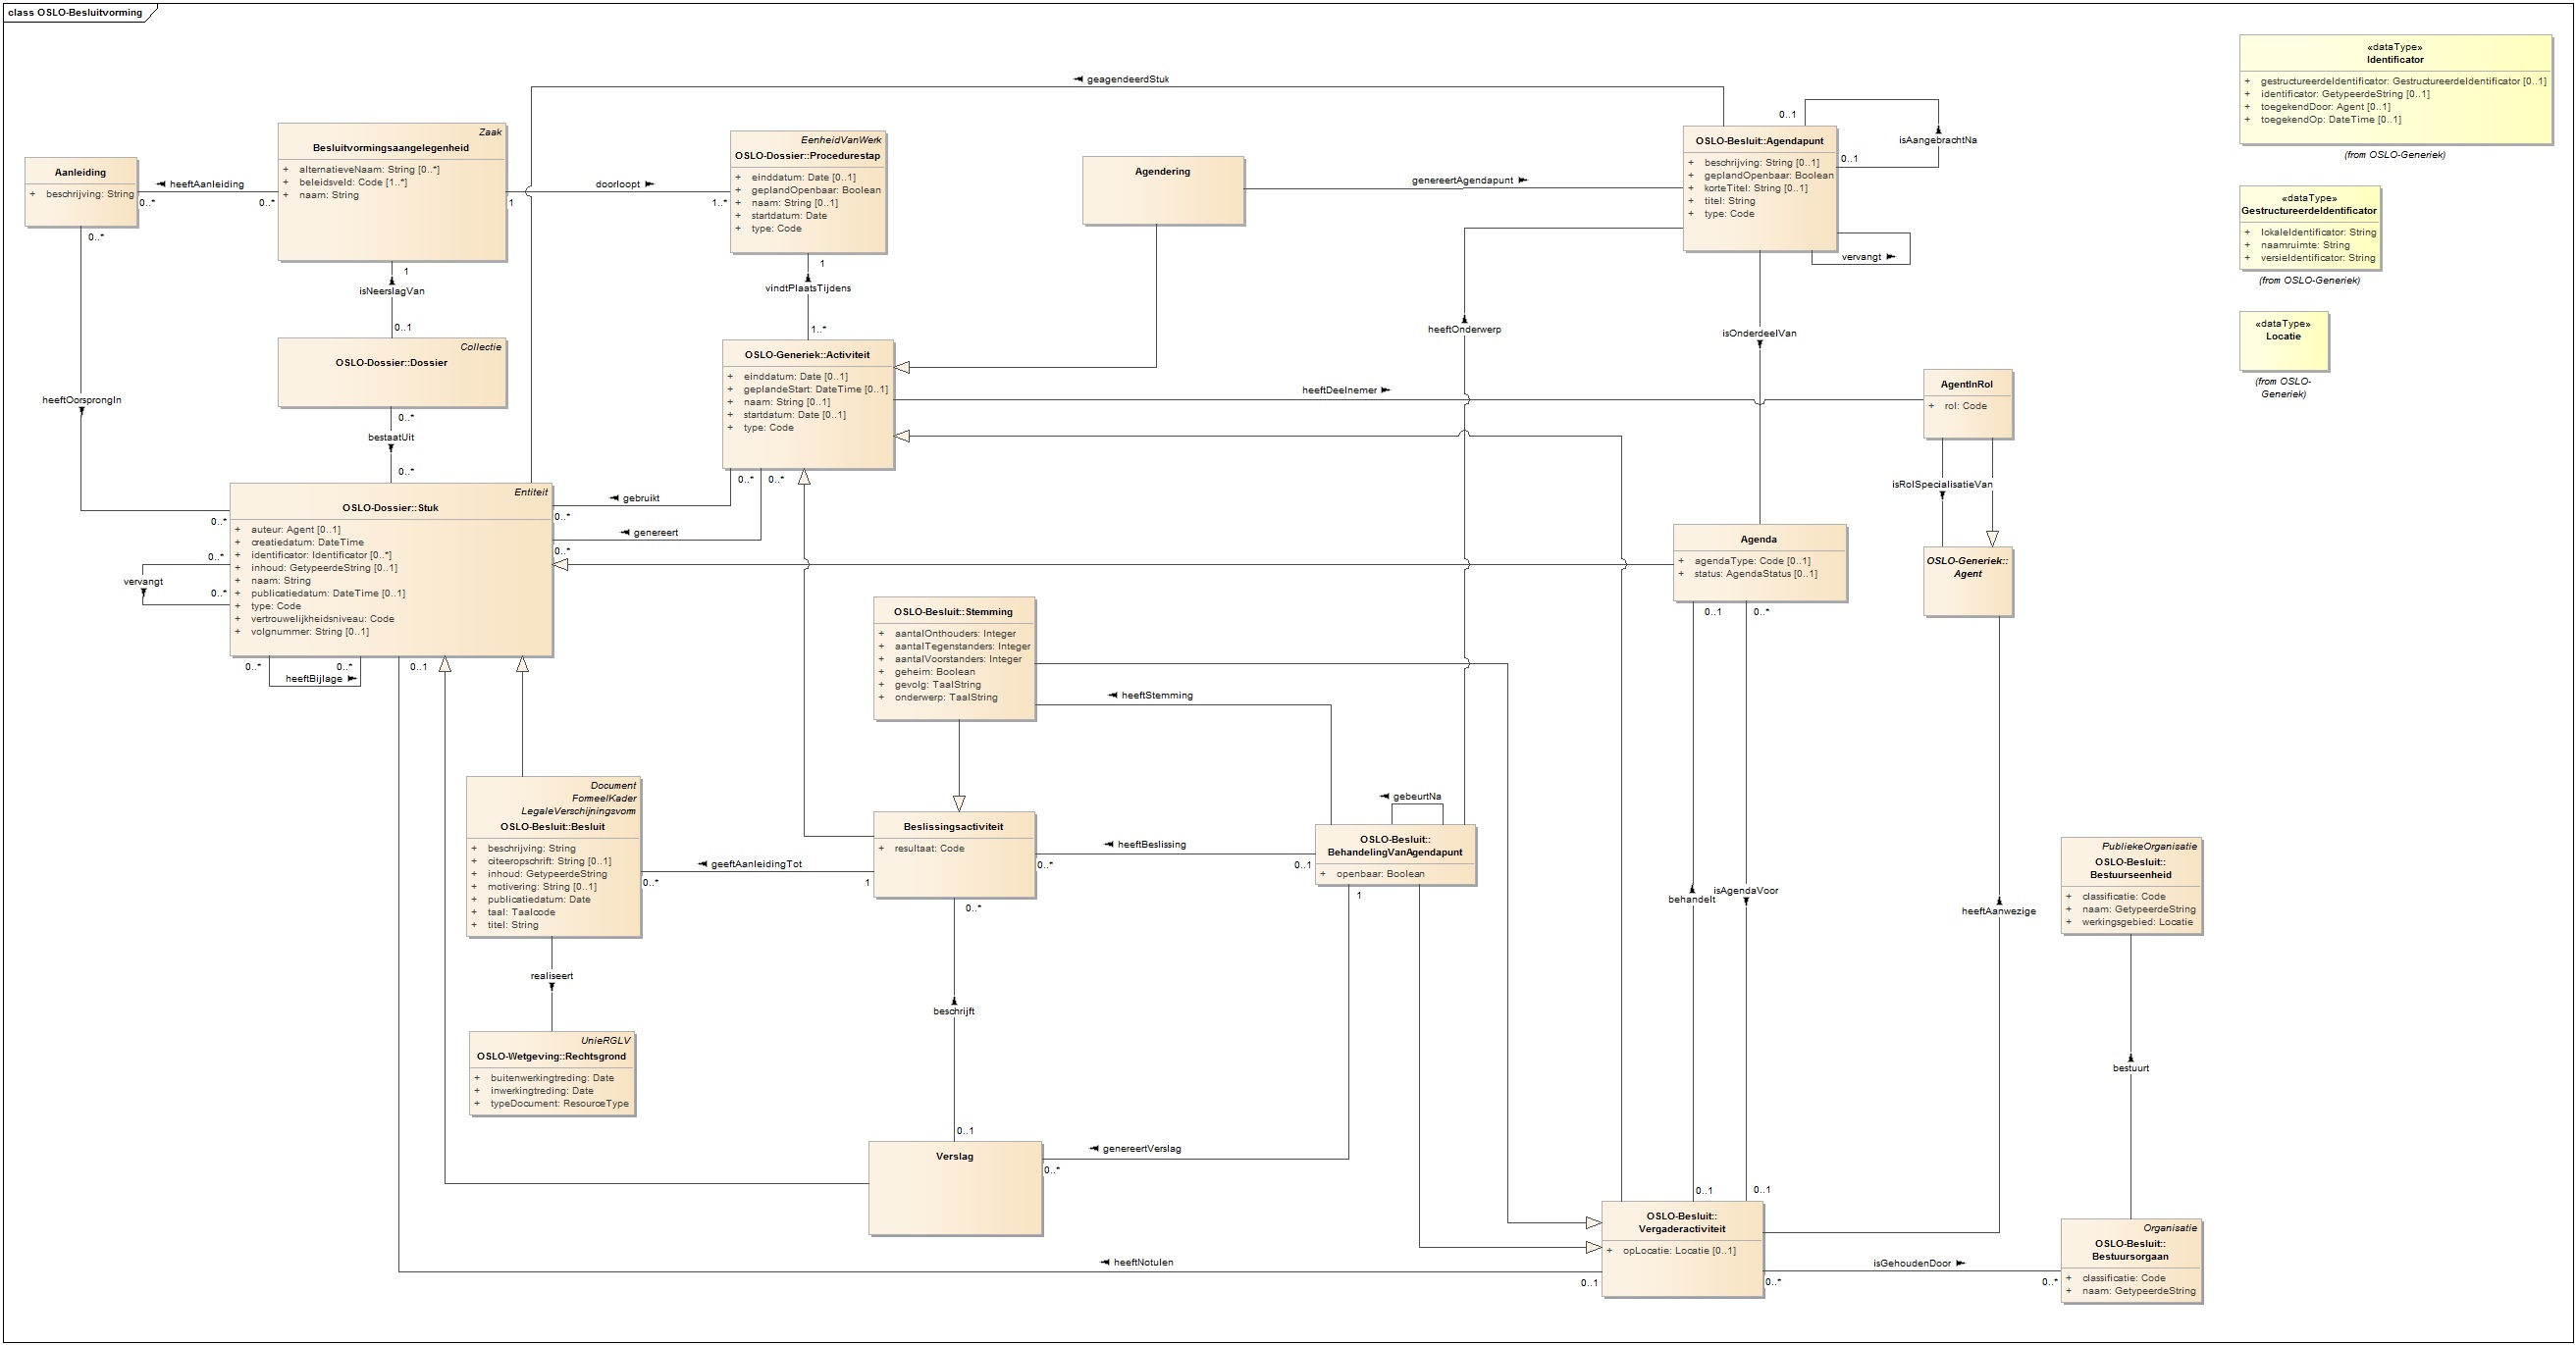 class OSLO-Besluitvorming
Aanleiding
+ beschrijving: String
heeftAanleiding
0..*
0..*
0..*
heeftOorsprongIn
Zaak
Besluitvormingsaangelegenheid
+ alternatieveNaam: String [0..*]
+ beleidsveld: Code [1..*]
+ naam: String
doorloopt
1
1..*
1
isNeerslagVan
0..1
Collectie
OSLO-Dossier::Dossier
0..*
bestaatUit
0..*
EenheidVanWerk
OSLO-Dossier::Procedurestap
+ einddatum: Date [0..1]
+ geplandOpenbaar: Boolean
+ naam: String [0..1]
+ startdatum: Date
+ type: Code
1
vindtPlaatsTijdens
1..*
OSLO-Generiek::Activiteit
+ einddatum: Date [0..1]
+ geplandeStart: DateTime [0..1]
+ naam: String [0..1]
+ startdatum: Date [0..1]
+ type: Code
0..*
0..*
gebruikt
0..*
genereert
0..*
geagendeerdStuk
Agendering
genereertAgendapunt
OSLO-Besluit::Agendapunt
+ beschrijving: String [0..1]
+ geplandOpenbaar: Boolean
+ korteTitel: String [0..1]
+ titel: String
+ type: Code
0..1
isAangebrachtNa
0..1
vervangt
heeftOnderwerp
isOnderdeelVan
heeftDeelnemer
AgentInRol
+ rol: Code
isRolSpecialisatieVan
OSLO-Generiek::
Agent
«dataType»
Identificator
+ gestructureerdeIdentificator: GestructureerdeIdentificator [0..1]
+ identificator: GetypeerdeString [0..1]
+ toegekendDoor: Agent [0..1]
+ toegekendOp: DateTime [0..1]
(from OSLO-Generiek)
«dataType»
GestructureerdeIdentificator
+ lokaleIdentificator: String
+ naamruimte: String
+ versieIdentificator: String
(from OSLO-Generiek)
«dataType»
Locatie
(from OSLO-
Generiek)
Entiteit
OSLO-Dossier::Stuk
+ auteur: Agent [0..1]
+ creatiedatum: DateTime
+ identificator: Identificator [0..*]
+ inhoud: GetypeerdeString [0..1]
+ naam: String
+ publicatiedatum: DateTime [0..1]
+ type: Code
+ vertrouwelijkheidsniveau: Code
+ volgnummer: String [0..1]
0..*
0..*
vervangt
0..*
0..*
0..*
heeftBijlage
0..1
Agenda
+ agendaType: Code [0..1]
+ status: AgendaStatus [0..1]
0..1
0..*
behandelt
isAgendaVoor
0..1
0..1
OSLO-Besluit::Stemming
+ aantalOnthouders: Integer
+ aantalTegenstanders: Integer
+ aantalVoorstanders: Integer
+ geheim: Boolean
+ gevolg: TaalString
+ onderwerp: TaalString
heeftStemming
Document
FormeelKader
LegaleVerschijningsvorm
OSLO-Besluit::Besluit
+ beschrijving: String
+ citeeropschrift: String [0..1]
+ inhoud: GetypeerdeString
+ motivering: String [0..1]
+ publicatiedatum: Date
+ taal: Taalcode
+ titel: String
geeftAanleidingTot
0..*
1
realiseert
UnieRGLV
OSLO-Wetgeving::Rechtsgrond
+ buitenwerkingtreding: Date
+ inwerkingtreding: Date
+ typeDocument: ResourceType
Beslissingsactiviteit
+ resultaat: Code
heeftBeslissing
0..*
0..1
0..*
beschrijft
0..1
gebeurtNa
OSLO-Besluit::
BehandelingVanAgendapunt
+ openbaar: Boolean
1
genereertVerslag
0..*
Verslag
heeftNotulen
0..1
OSLO-Besluit::
Vergaderactiviteit
+ opLocatie: Locatie [0..1]
heeftAanwezige
isGehoudenDoor
0..*
0..*
PubliekeOrganisatie
OSLO-Besluit::
Bestuurseenheid
+ classificatie: Code
+ naam: GetypeerdeString
+ werkingsgebied: Locatie
bestuurt
Organisatie
OSLO-Besluit::
Bestuursorgaan
+ classificatie: Code
+ naam: GetypeerdeString